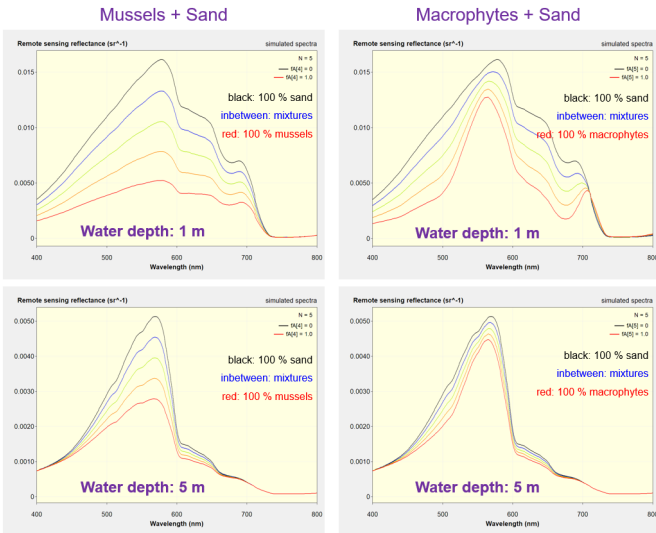 Mussels + Sand
Macrophytes + Sand
Remote sensing reflectance (sr^-1)
simulated spectra
N = 5
fA[4] = 0
fA[4] = 1.0
black: 100 % sand
inbetween: mixtures
red: 100 % mussels
Water depth: 1 m
0.015
0.010
0.0050
0
400
500
600
700
800
Wavelength (nm)
Remote sensing reflectance (sr^-1)
simulated spectra
N = 5
fA[5] = 0
fA[5] = 1.0
black: 100 % sand
inbetween: mixtures
red: 100 % macrophytes
Water depth: 1 m
0.015
0.010
0.0050
0
400
500
600
700
800
Wavelength (nm)
Remote sensing reflectance (sr^-1)
simulated spectra
N = 5
fA[4] = 0
fA[4] = 1.0
black: 100 % sand
inbetween: mixtures
red: 100 % mussels
Water depth: 5 m
0.0050
0.0040
0.0030
0.0020
0.0010
0
400
500
600
700
800
Wavelength (nm)
Remote sensing reflectance (sr^-1)
simulated spectra
N = 5
fA[5] = 0
fA[5] = 1.0
black: 100 % sand
inbetween: mixtures
red: 100 % macrophytes
Water depth: 5 m
0.0050
0.0040
0.0030
0.0020
0.0010
0
400
500
600
700
800
Wavelength (nm)